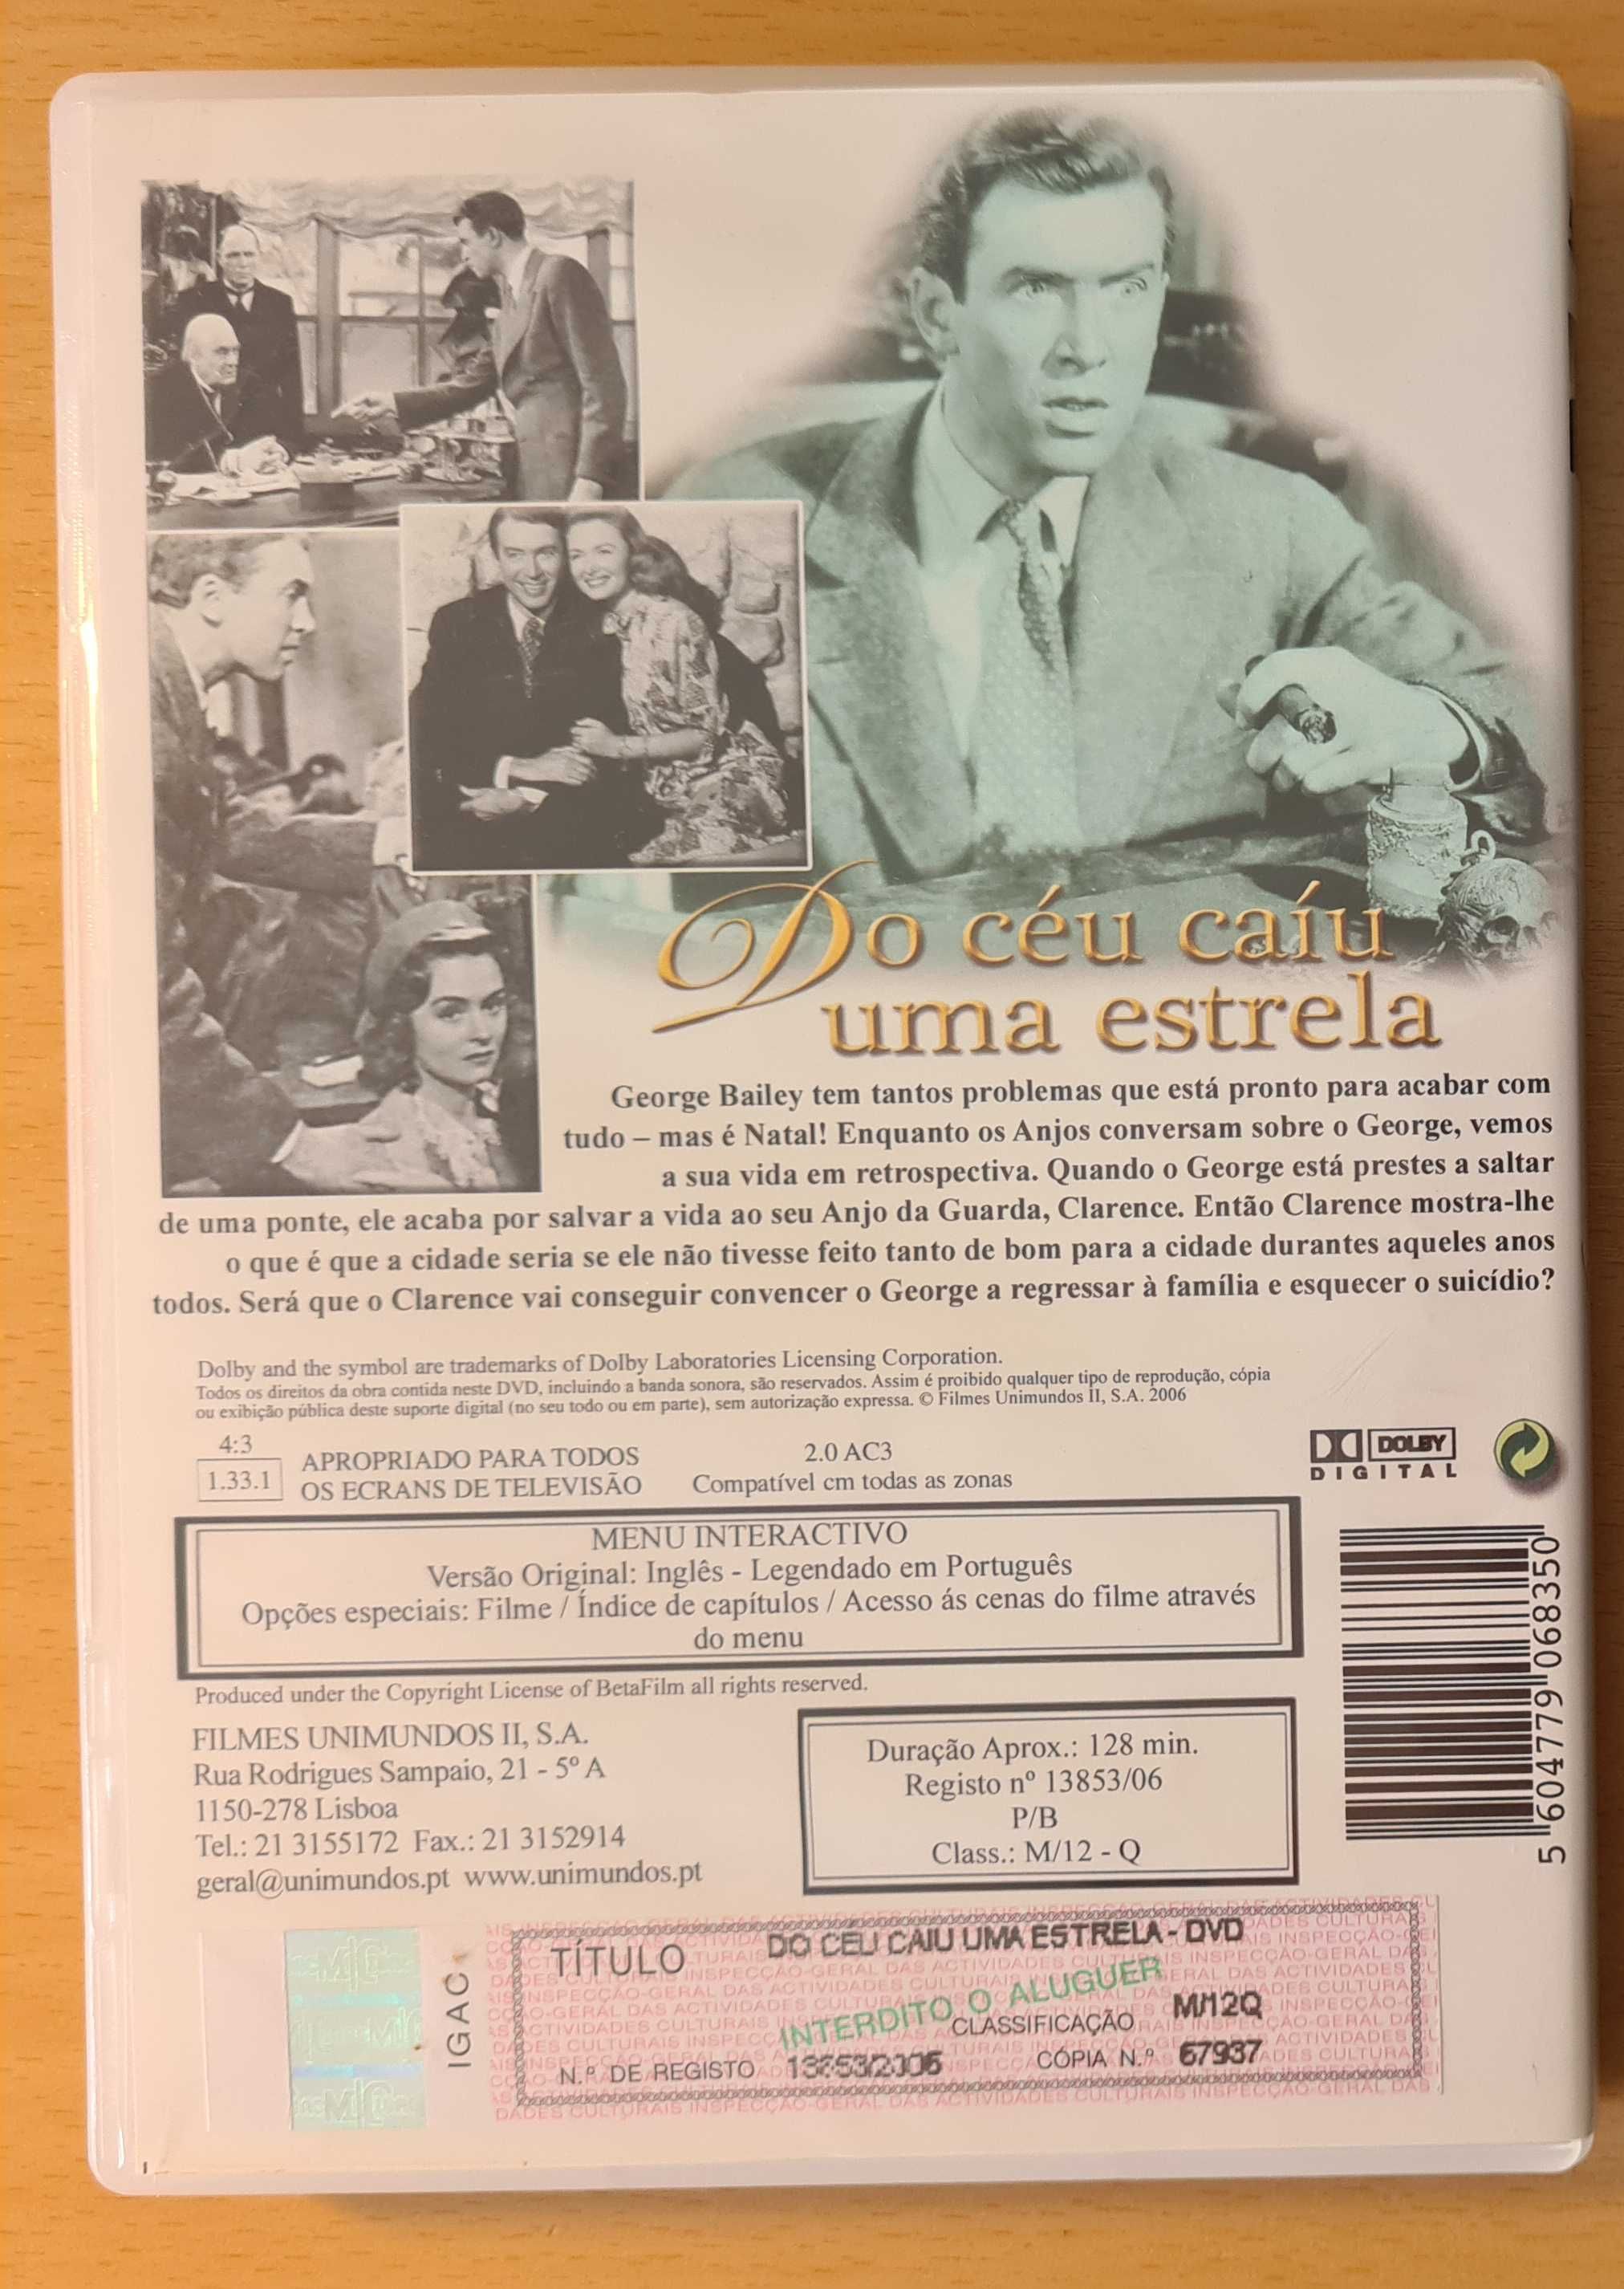 Do céu caíu
uma estrela
George Bailey tem tantos problemas que está pronto para acabar com
tudo – mas é Natal! Enquanto os Anjos conversam sobre o George, vemos
a sua vida em retrospectiva. Quando o George está prestes a saltar
de uma ponte, ele acaba por salvar a vida ao seu Anjo da Guarda, Clarence. Então Clarence mostra-lhe
o que é que a cidade seria se ele não tivesse feito tanto de bom para a cidade durantes aqueles anos
todos. Será que o Clarence vai conseguir convencer o George a regressar à família e esquecer o suicídio?
Dolby and the symbol are trademarks of Dolby Laboratories Licensing Corporation.
Todos os direitos da obra contida neste DVD, incluindo a banda sonora, são reservados. Assim é proibido qualquer tipo de reprodução, cópia
ou exibição pública deste suporte digital (no seu todo ou em parte), sem autorização expressa. © Filmes Unimundos II, S.A. 2006
4:3
1.33.1
APROPRIADO PARA TODOS
OS ECRANS DE TELEVISÃO
2.0 AC3
Compatível cm todas as zonas
DOLBY
DIGITAL
MENU INTERACTIVO
Versão Original: Inglês - Legendado em Português
Opções especiais: Filme / Índice de capítulos / Acesso ás cenas do filme através
do menu
Produced under the Copyright License of BetaFilm all rights reserved.
FILMES UNIMUNDOS II, S.A.
Rua Rodrigues Sampaio, 21 - 5º A
1150-278 Lisboa
Tel.: 21 3155172 Fax.: 21 3152914
geral@unimundos.pt www.unimundos.pt
Duração Aprox.: 128 min.
Registo nº 13853/06
P/B
Class.: M/12 - Q
5 604779 068350
IGAC
TÍTULO DO CEU CAIU UMA ESTRELA - DVD
INTERDITO O ALUGUER
CLASSIFICAÇÃO M/12Q
N.º DE REGISTO 13853/2006 CÓPIA N.º 67937